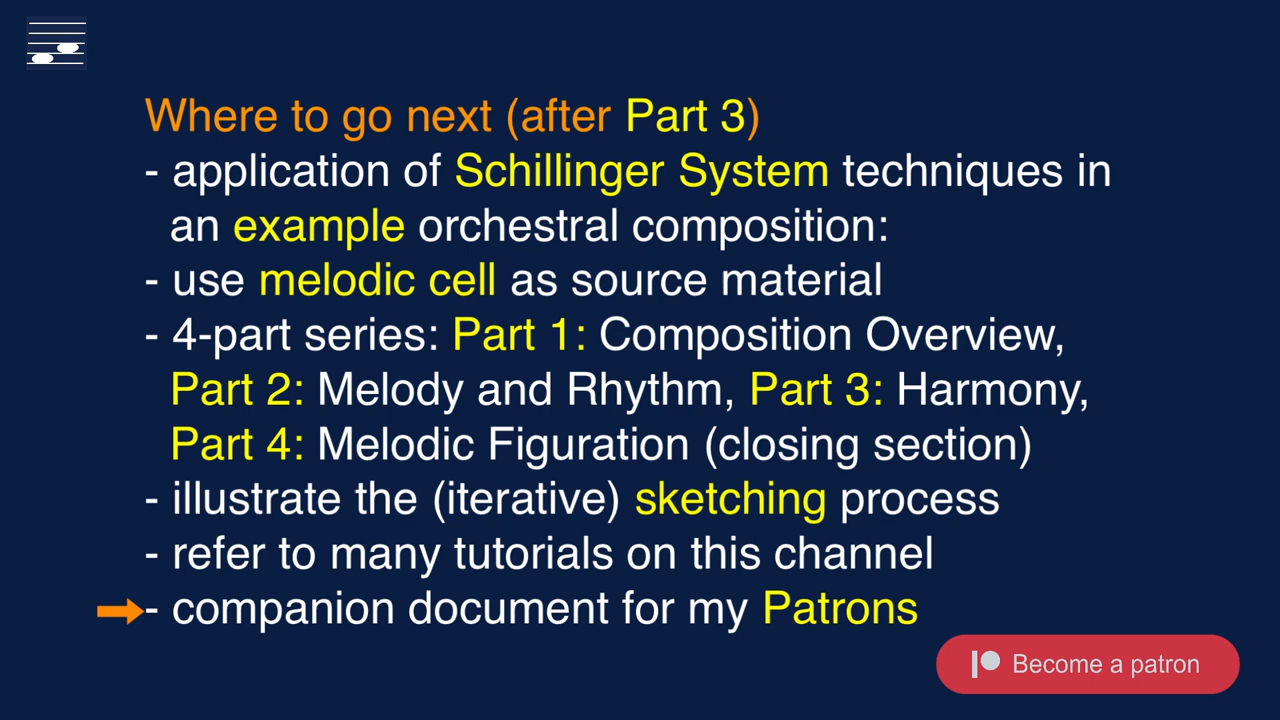 Where to go next (after Part 3)
- application of Schillinger System techniques in
an example orchestral composition:
- use melodic cell as source material
- 4-part series: Part 1: Composition Overview,
Part 2: Melody and Rhythm, Part 3: Harmony,
Part 4: Melodic Figuration (closing section)
- illustrate the (iterative) sketching process
- refer to many tutorials on this channel
- companion document for my Patrons
Become a patron